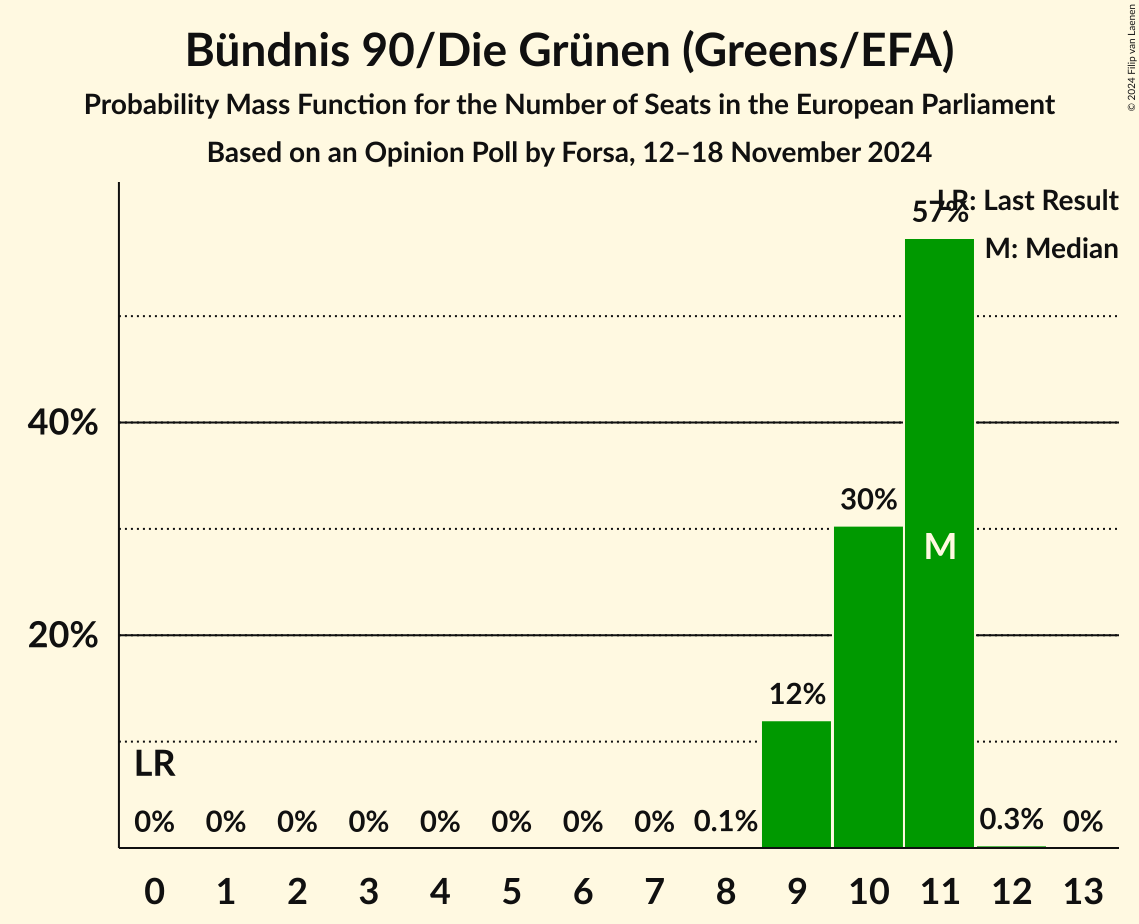 Bündnis 90/Die Grünen (Greens/EFA)
Probability Mass Function for the Number of Seats in the European Parliament
Based on an Opinion Poll by Forsa, 12–18 November 2024
© 2024 Filip van Laenen
LR: Last Result
M: Median
57%
40%
30%
M
20%
12%
LR
0% 0% 0% 0% 0% 0% 0% 0% 0.1% 0.3% 0%
0 1 2 3 4 5 6 7 8 9 10 11 12 13